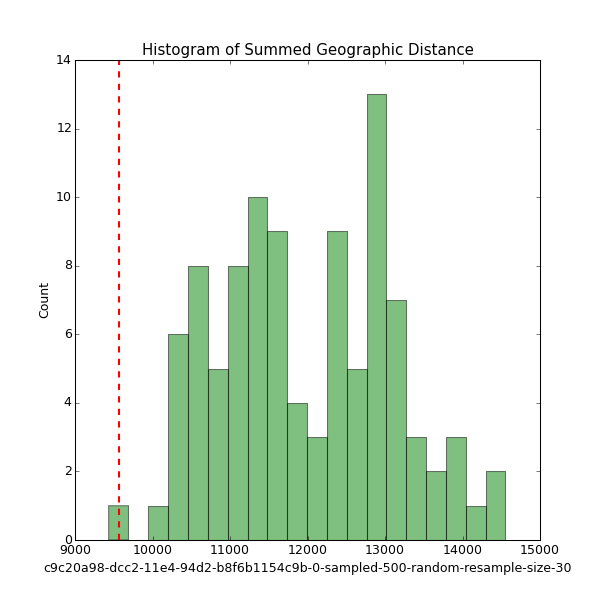 Histogram of Summed Geographic Distance
14
12
10
8
6
4
2
0
Count
9000 10000 11000 12000 13000 14000 15000
c9c20a98-dcc2-11e4-94d2-b8f6b1154c9b-0-sampled-500-random-resample-size-30